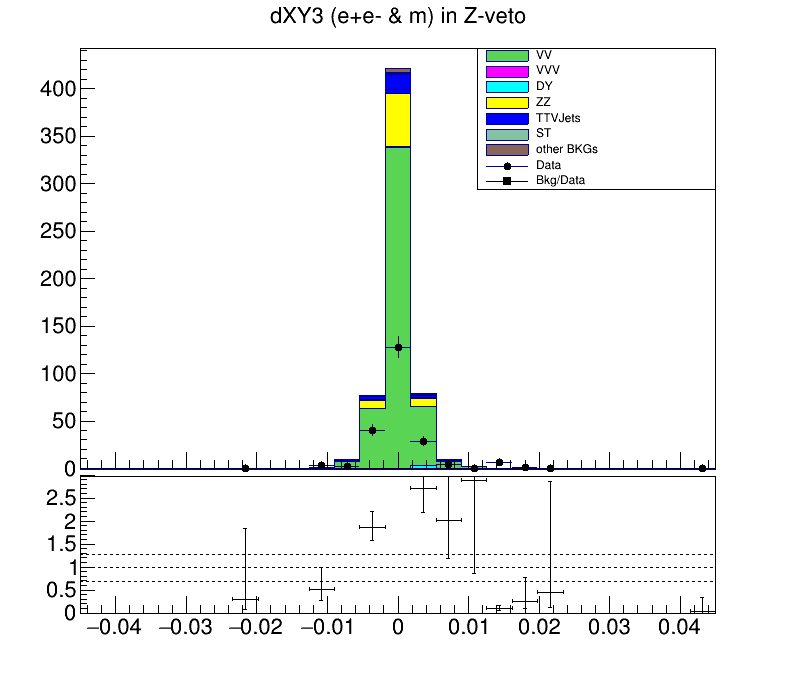 dXY3 (e+e- & m) in Z-veto
VV
VVV
DY
ZZ
TTVJets
ST
other BKGs
Data
Bkg/Data
400
350
300
250
200
150
100
50
0
2.5
2
1.5
1
0.5
0
−0.04 −0.03 −0.02 −0.01 0 0.01 0.02 0.03 0.04